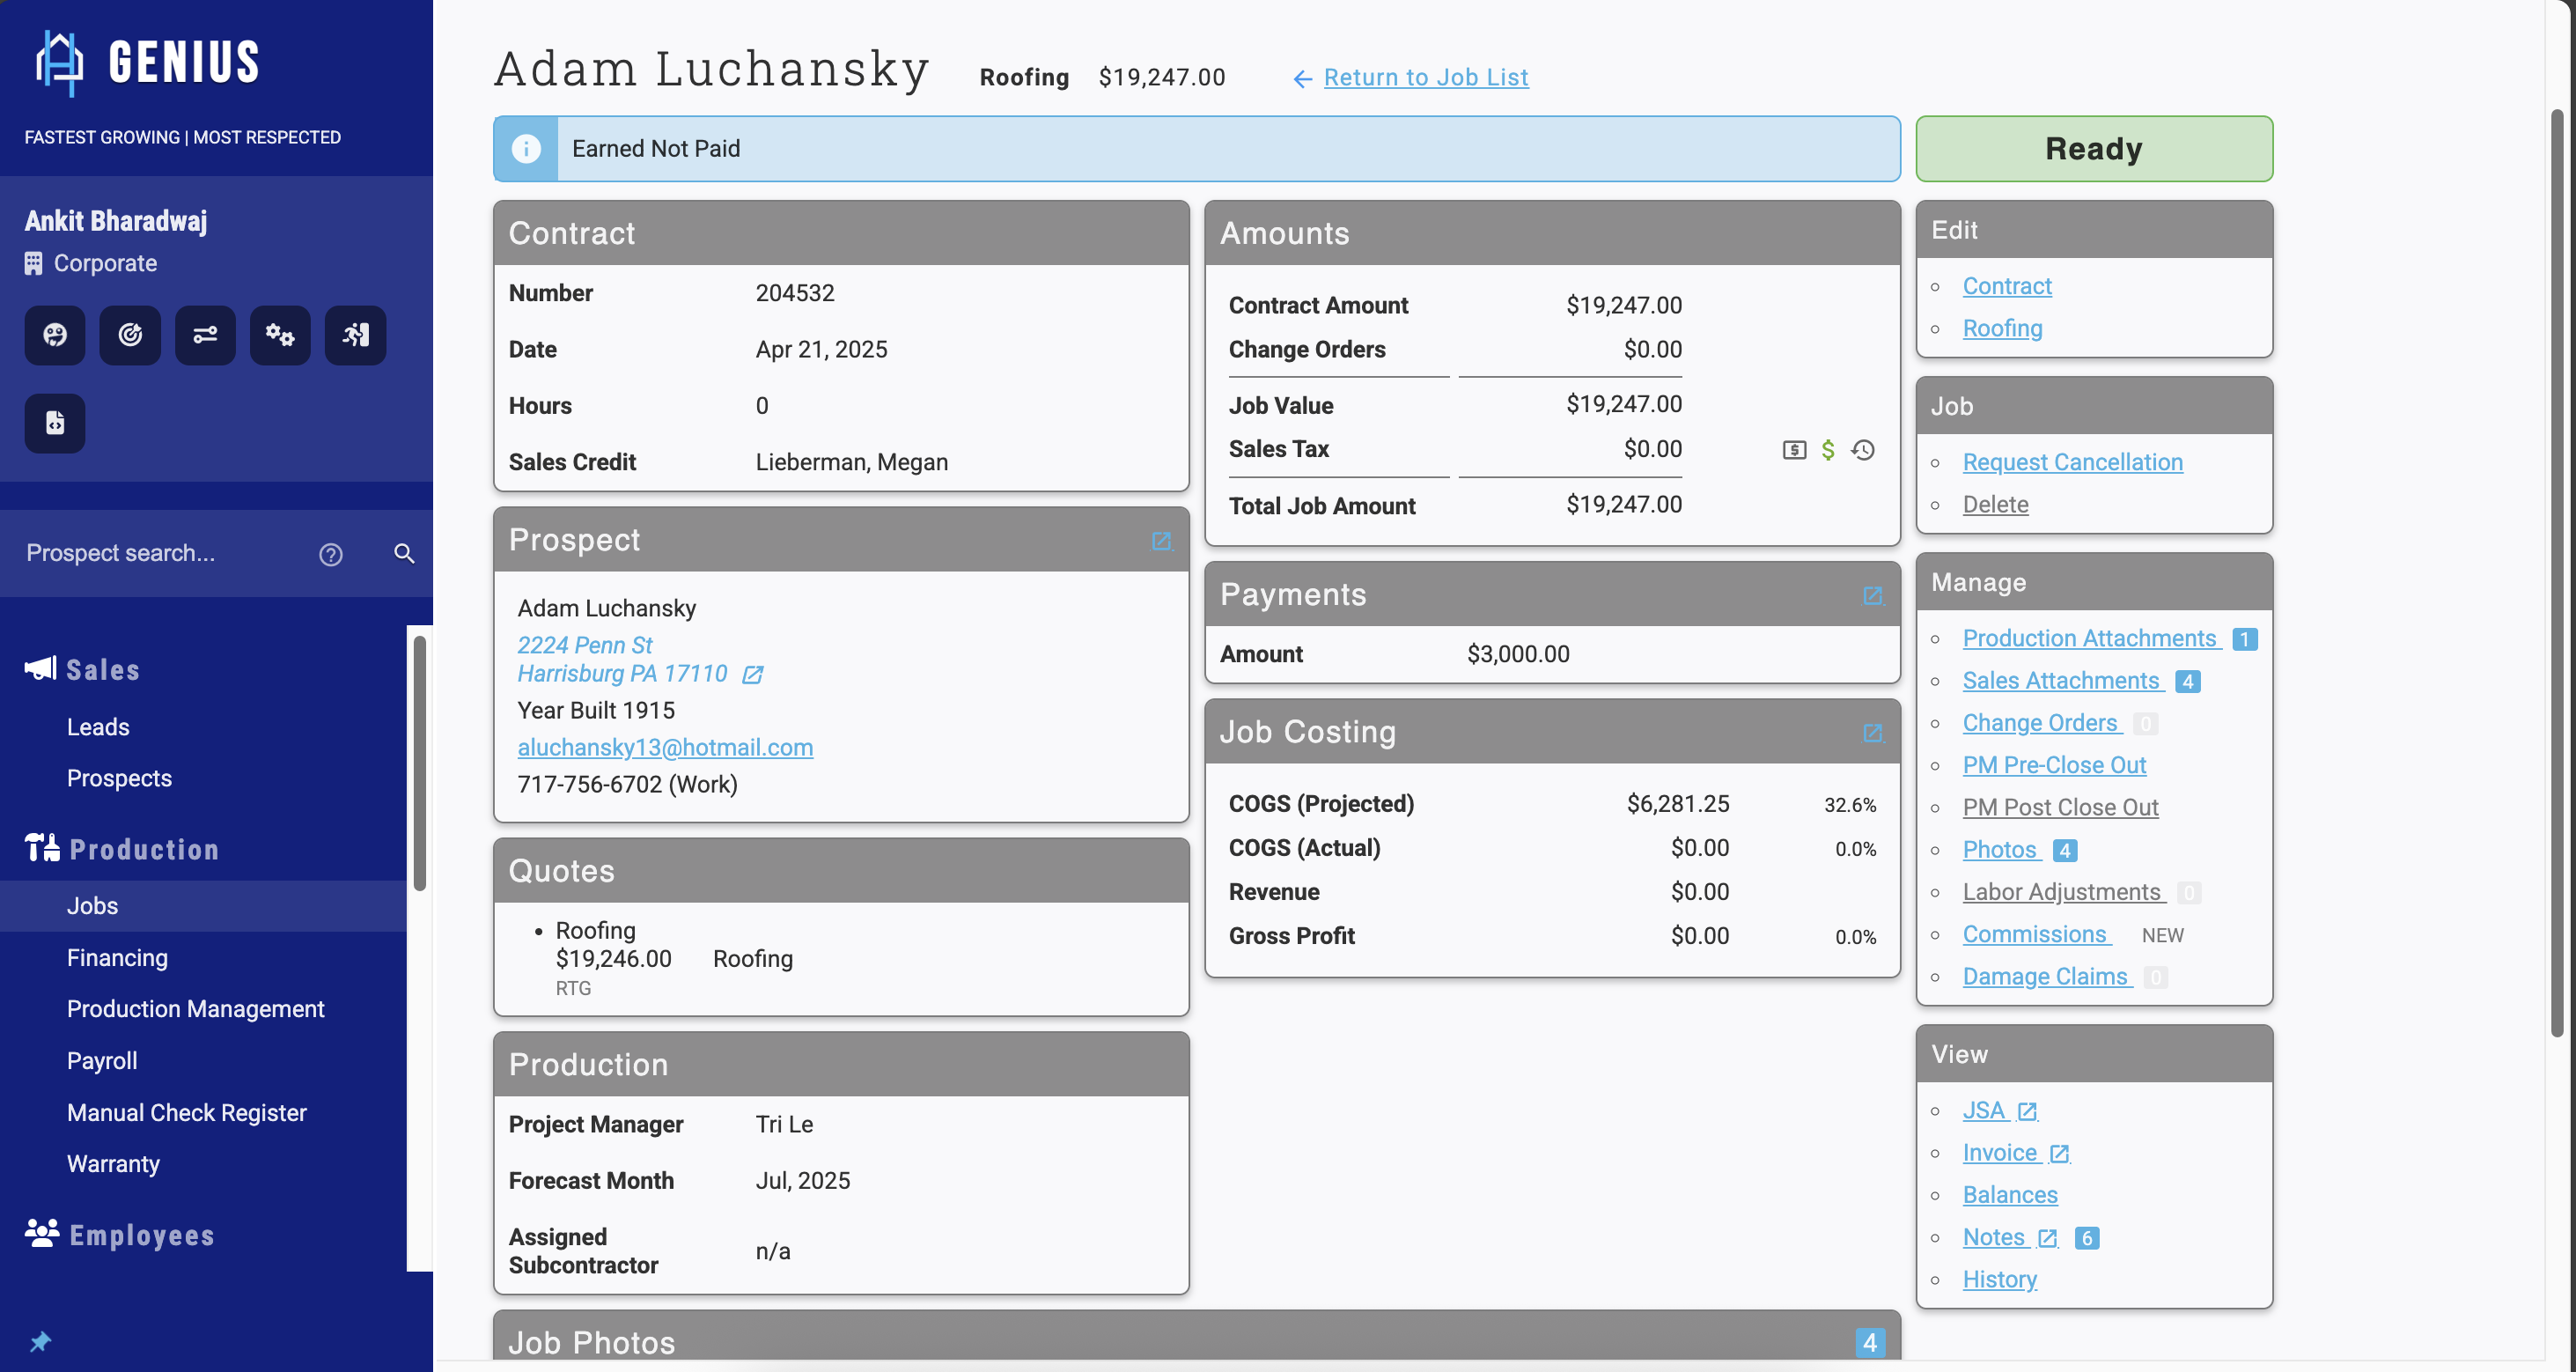 GENIUS
FASTEST GROWING | MOST RESPECTED
Ankit Bharadwaj
Corporate
Prospect search...
Sales
Leads
Prospects
Production
Jobs
Financing
Production Management
Payroll
Manual Check Register
Warranty
Employees
Adam Luchansky Roofing $19,247.00 Return to Job List
Earned Not Paid
Ready
Contract
Number 204532
Date Apr 21, 2025
Hours 0
Sales Credit Lieberman, Megan
Prospect
Adam Luchansky
2224 Penn St
Harrisburg PA 17110
Year Built 1915
aluchansky13@hotmail.com
717-756-6702 (Work)
Quotes
Roofing
$19,246.00 Roofing
RTG
Production
Project Manager Tri Le
Forecast Month Jul, 2025
Assigned
Subcontractor n/a
Job Photos 4
Amounts
Contract Amount $19,247.00
Change Orders $0.00
Job Value $19,247.00
Sales Tax $0.00
Total Job Amount $19,247.00
Payments
Amount $3,000.00
Job Costing
COGS (Projected) $6,281.25 32.6%
COGS (Actual) $0.00 0.0%
Revenue $0.00
Gross Profit $0.00 0.0%
Edit
Contract
Roofing
Job
Request Cancellation
Delete
Manage
Production Attachments 1
Sales Attachments 4
Change Orders 0
PM Pre-Close Out
PM Post Close Out
Photos 4
Labor Adjustments 0
Commissions NEW
Damage Claims 0
View
JSA
Invoice
Balances
Notes 6
History